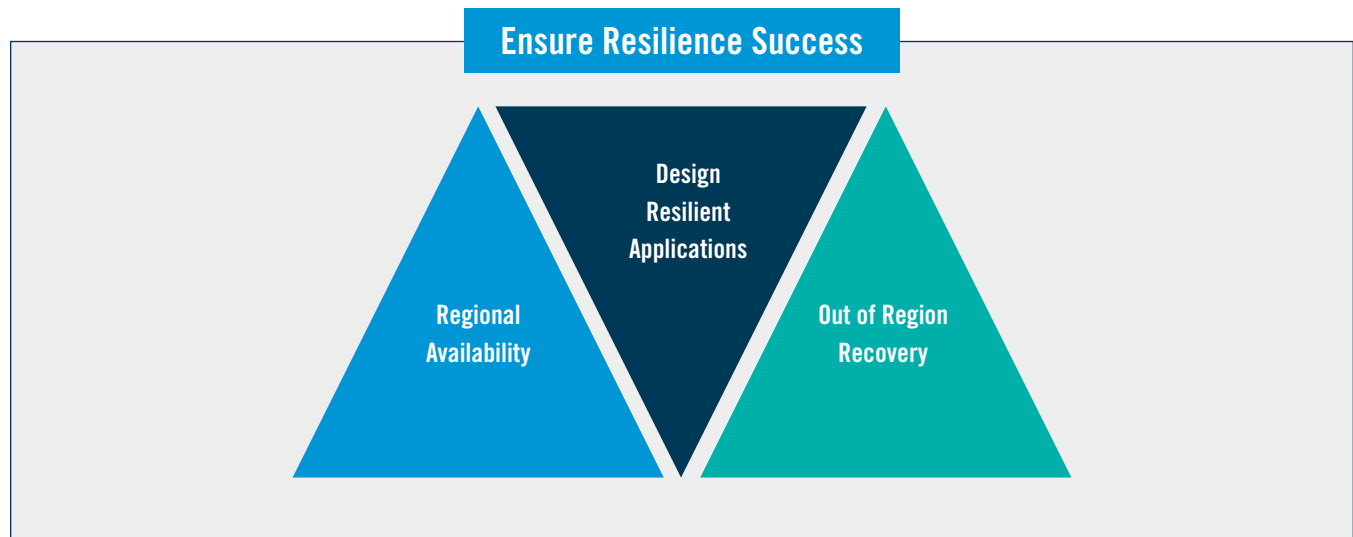 Ensure Resilience Success
Design
Resilient
Applications
Regional
Availability
Out of Region
Recovery